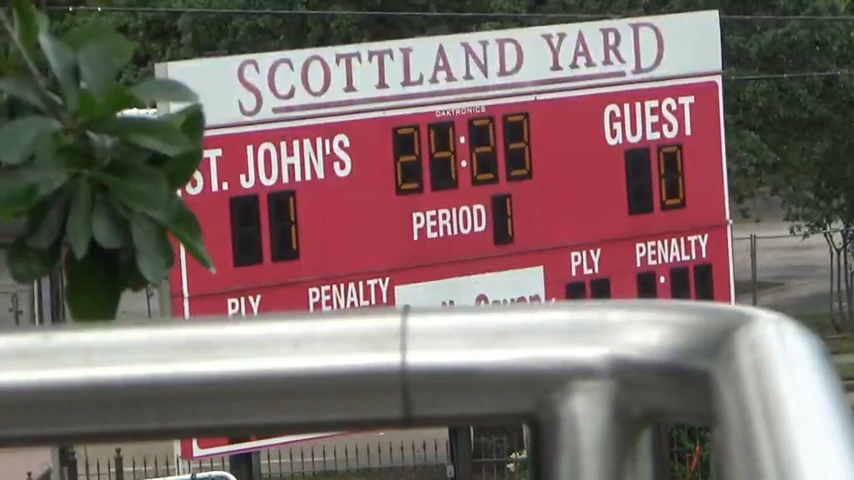 SCOTTLAND YARD
DAKTRONICS
ST. JOHN'S 24:23 GUEST
1 PERIOD 1 0
PLY PENALTY PLY PENALTY